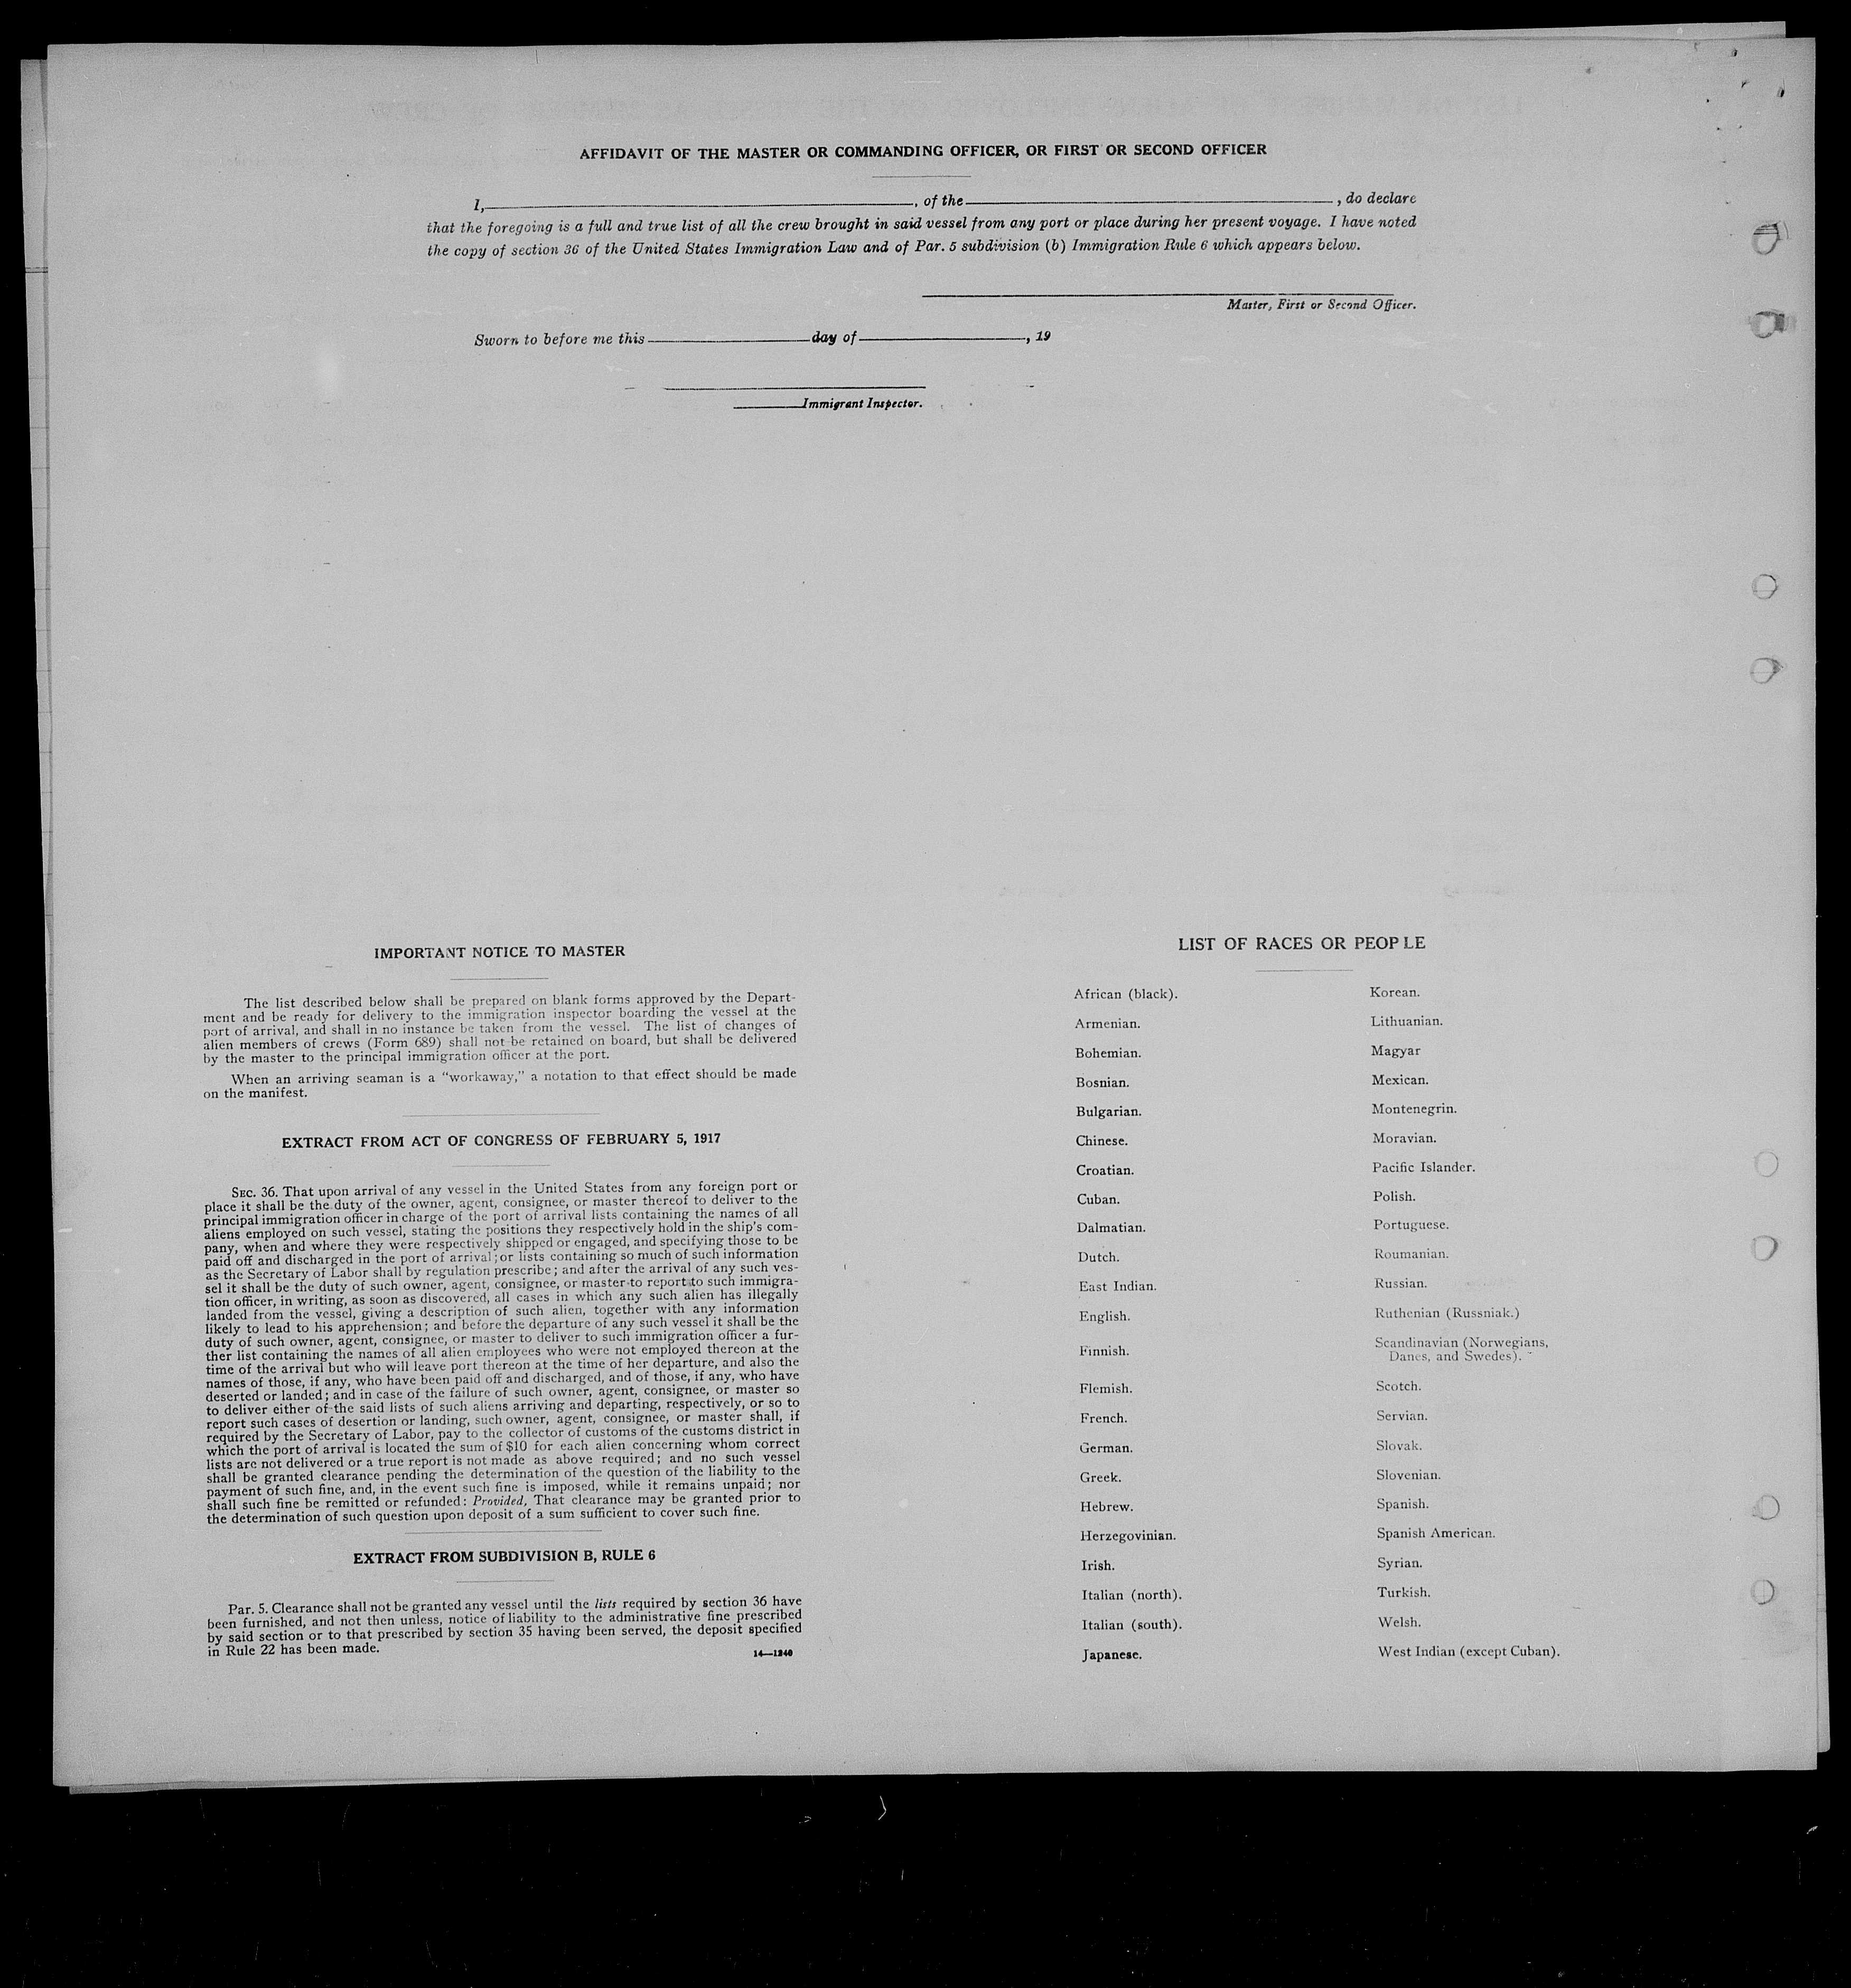 AFFIDAVIT OF THE MASTER OR COMMANDING OFFICER, OR FIRST OR SECOND OFFICER
I, , of the , do declare
that the foregoing is a full and true list of all the crew brought in said vessel from any port or place during her present voyage. I have noted
the copy of section 36 of the United States Immigration Law and of Par. 5 subdivision (b) Immigration Rule 6 which appears below.
Master, First or Second Officer.
Sworn to before me this day of , 19
Immigrant Inspector.
IMPORTANT NOTICE TO MASTER
The list described below shall be prepared on blank forms approved by the Depart-
ment and be ready for delivery to the immigration inspector boarding the vessel at the
port of arrival, and shall in no instance be taken from the vessel. The list of changes of
alien members of crews (Form 689) shall not be retained on board, but shall be delivered
by the master to the principal immigration officer at the port.
When an arriving seaman is a "workaway," a notation to that effect should be made
on the manifest.
EXTRACT FROM ACT OF CONGRESS OF FEBRUARY 5, 1917
SEC. 36. That upon arrival of any vessel in the United States from any foreign port or
place it shall be the duty of the owner, agent, consignee, or master thereof to deliver to the
principal immigration officer in charge of the port of arrival lists containing the names of all
aliens employed on such vessel, stating the positions they respectively hold in the ship's com-
pany, when and where they were respectively shipped or engaged, and specifying those to be
paid off and discharged in the port of arrival; or lists containing so much of such information
as the Secretary of Labor shall by regulation prescribe; and after the arrival of any such ves-
sel it shall be the duty of such owner, agent, consignee, or master to report to such immigra-
tion officer, in writing, as soon as discovered, all cases in which any such alien has illegally
landed from the vessel, giving a description of such alien, together with any information
likely to lead to his apprehension; and before the departure of any such vessel it shall be the
duty of such owner, agent, consignee, or master to deliver to such immigration officer a fur-
ther list containing the names of all alien employees who were not employed thereon at the
time of the arrival but who will leave port thereon at the time of her departure, and also the
names of those, if any, who have been paid off and discharged, and of those, if any, who have
deserted or landed; and in case of the failure of such owner, agent, consignee, or master so
to deliver either of the said lists of such aliens arriving and departing, respectively, or so to
report such cases of desertion or landing, such owner, agent, consignee, or master shall, if
required by the Secretary of Labor, pay to the collector of customs of the customs district in
which the port of arrival is located the sum of $10 for each alien concerning whom correct
lists are not delivered or a true report is not made as above required; and no such vessel
shall be granted clearance pending the determination of the question of the liability to the
payment of such fine, and, in the event such fine is imposed, while it remains unpaid; nor
shall such fine be remitted or refunded: Provided, That clearance may be granted prior to
the determination of such question upon deposit of a sum sufficient to cover such fine.
EXTRACT FROM SUBDIVISION B, RULE 6
Par. 5. Clearance shall not be granted any vessel until the lists required by section 36 have
been furnished, and not then unless, notice of liability to the administrative fine prescribed
by said section or to that prescribed by section 35 having been served, the deposit specified
in Rule 22 has been made.
14—1240
LIST OF RACES OR PEOPLE
African (black).
Armenian.
Bohemian.
Bosnian.
Bulgarian.
Chinese.
Croatian.
Cuban.
Dalmatian.
Dutch.
East Indian.
English.
Finnish.
Flemish.
French.
German.
Greek.
Hebrew.
Herzegovinian.
Irish.
Italian (north).
Italian (south).
Japanese.
Korean.
Lithuanian.
Magyar
Mexican.
Montenegrin.
Moravian.
Pacific Islander.
Polish.
Portuguese.
Roumanian.
Russian.
Ruthenian (Russniak.)
Scandinavian (Norwegians,
Danes, and Swedes).
Scotch.
Servian.
Slovak.
Slovenian.
Spanish.
Spanish American.
Syrian.
Turkish.
Welsh.
West Indian (except Cuban).